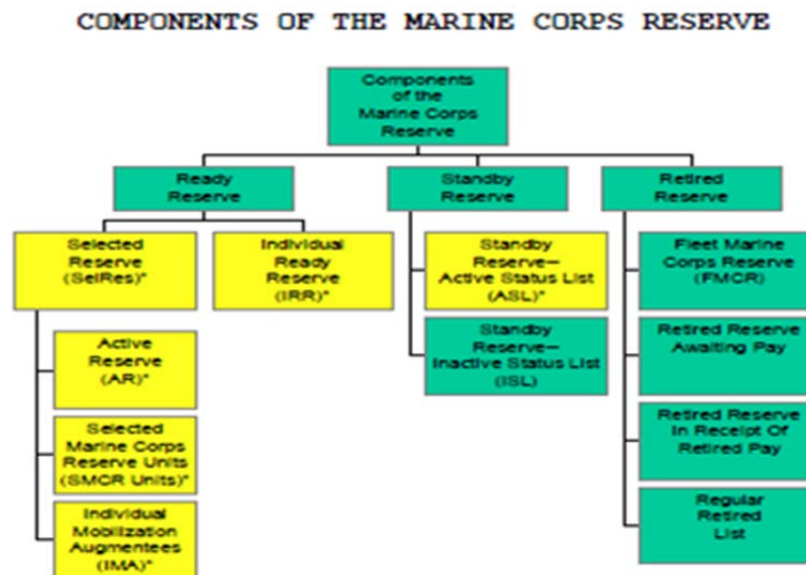 COMPONENTS OF THE MARINE CORPS RESERVE
Components
of the
Marine Corps
Reserve
Ready
Reserve
Standby
Reserve
Retired
Reserve
Selected
Reserve
(SelRes)*
Individual
Ready
Reserve
(IRR)*
Standby
Reserve–
Active Status List
(ASL)*
Fleet Marine
Corps Reserve
(FMCR)
Active
Reserve
(AR)*
Standby
Reserve–
Inactive Status List
(ISL)
Retired Reserve
Awaiting Pay
Selected
Marine Corps
Reserve Units
(SMCR Units)*
Retired Reserve
In Receipt Of
Retired Pay
Individual
Mobilization
Augmentees
(IMA)*
Regular
Retired
List